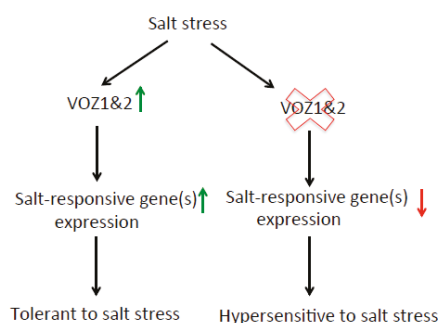 Salt stress
VOZ1&2
VOZ1&2
Salt-responsive gene(s)
expression
Salt-responsive gene(s)
expression
Tolerant to salt stress
Hypersensitive to salt stress